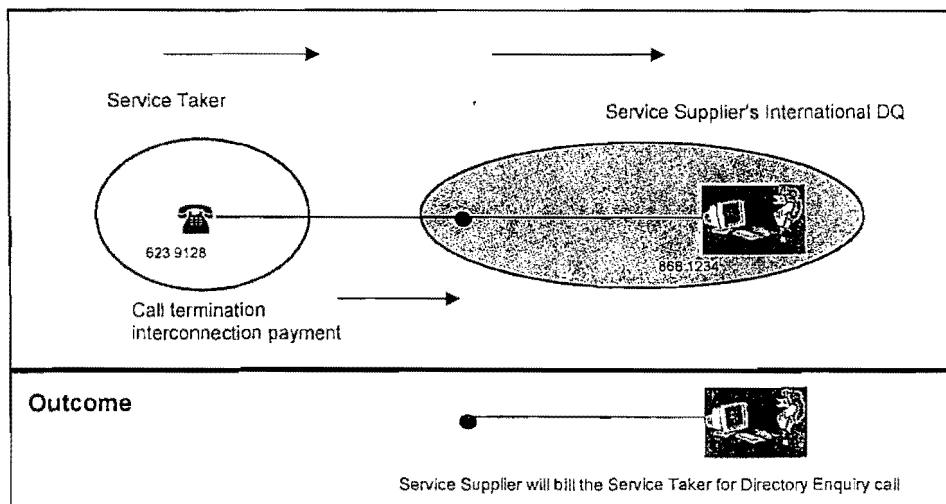 Service Taker
Service Supplier's International DQ
623 9128
868 1234
Call termination
interconnection payment
Outcome
Service Supplier will bill the Service Taker for Directory Enquiry call